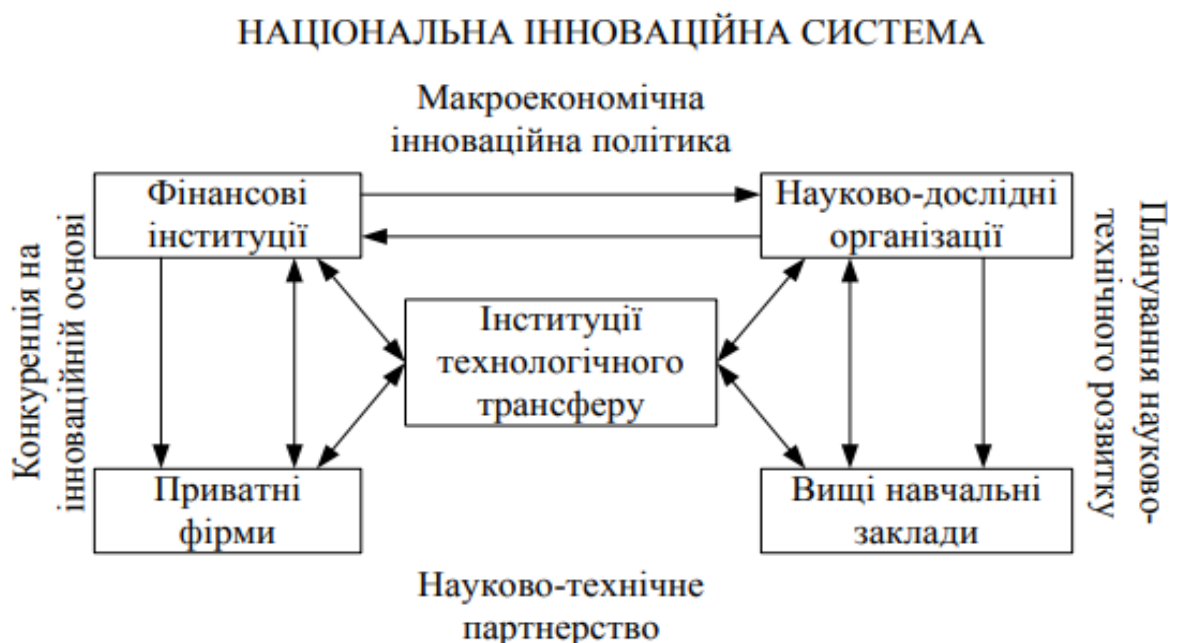 НАЦІОНАЛЬНА ІННОВАЦІЙНА СИСТЕМА
Макроекономічна
інноваційна політика
Фінансові
інституції
Науково-дослідні
організації
Конкуренція на
інноваційній основі
Інституції
технологічного
трансферу
Планування науково-
технічного розвитку
Приватні
фірми
Вищі навчальні
заклади
Науково-технічне
партнерство